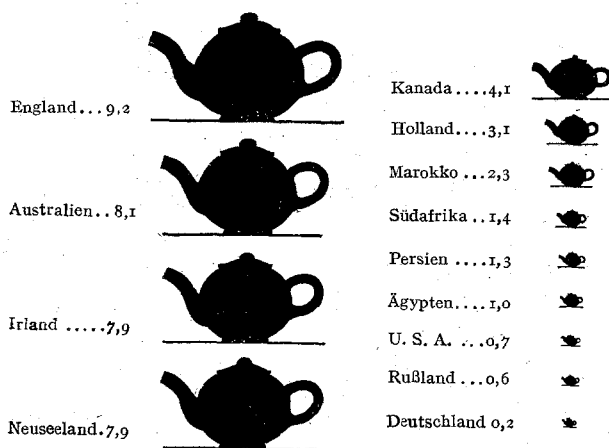 England...9,2
Australien..8,1
Irland .....7,9
Neuseeland.7,9
Kanada ....4,1
Holland....3,1
Marokko ...2,3
Südafrika..1,4
Persien ....1,3
Ägypten....1,0
U. S. A. ...0,7
Rußland ...0,6
Deutschland 0,2